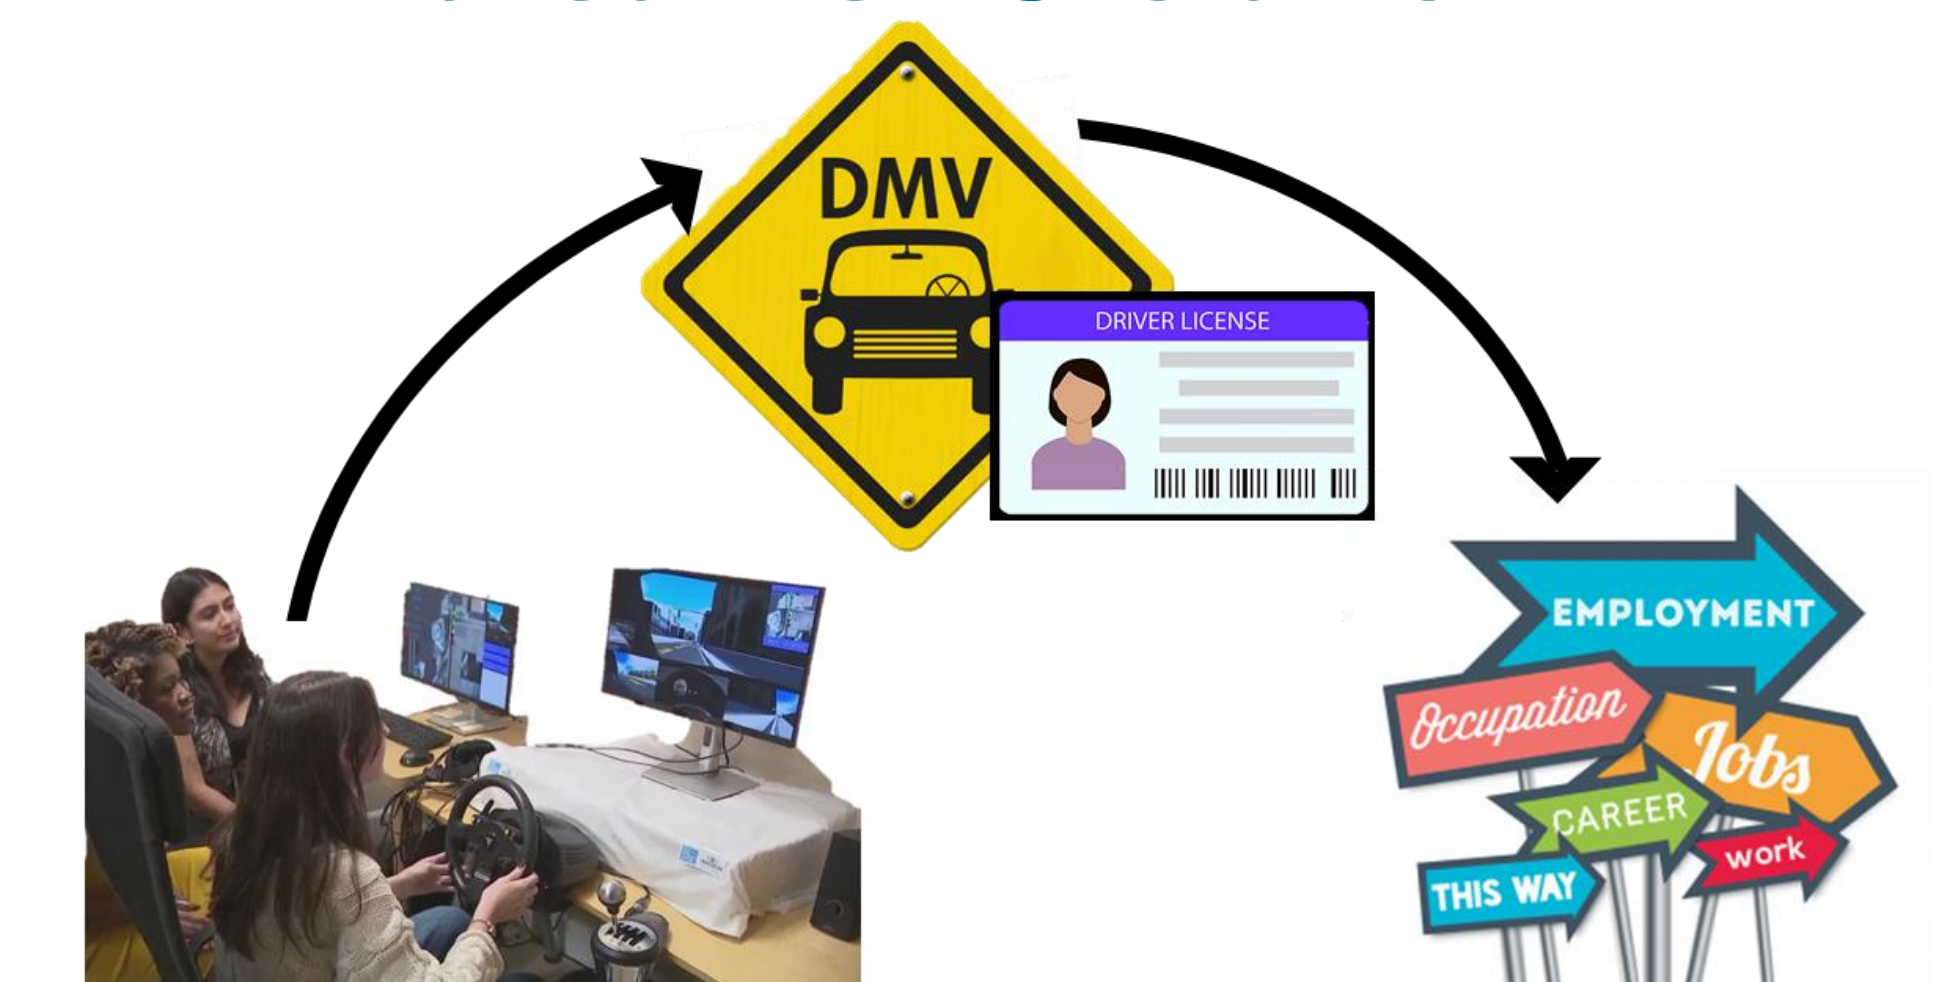 DMV
DRIVER LICENSE
EMPLOYMENT
Occupation
Jobs
CAREER
work
THIS WAY